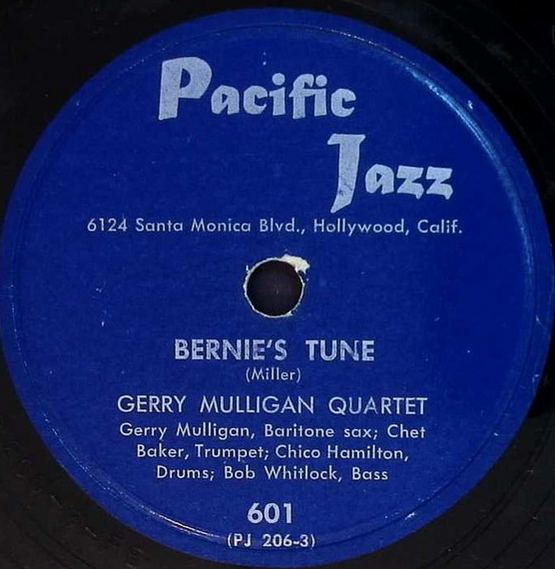 Pacific
Jazz
6124 Santa Monica Blvd., Hollywood, Calif.
BERNIE'S TUNE
(Miller)
GERRY MULLIGAN QUARTET
Gerry Mulligan, Baritone sax; Chet
Baker, Trumpet; Chico Hamilton,
Drums; Bob Whitlock, Bass
601
(PJ 206-3)